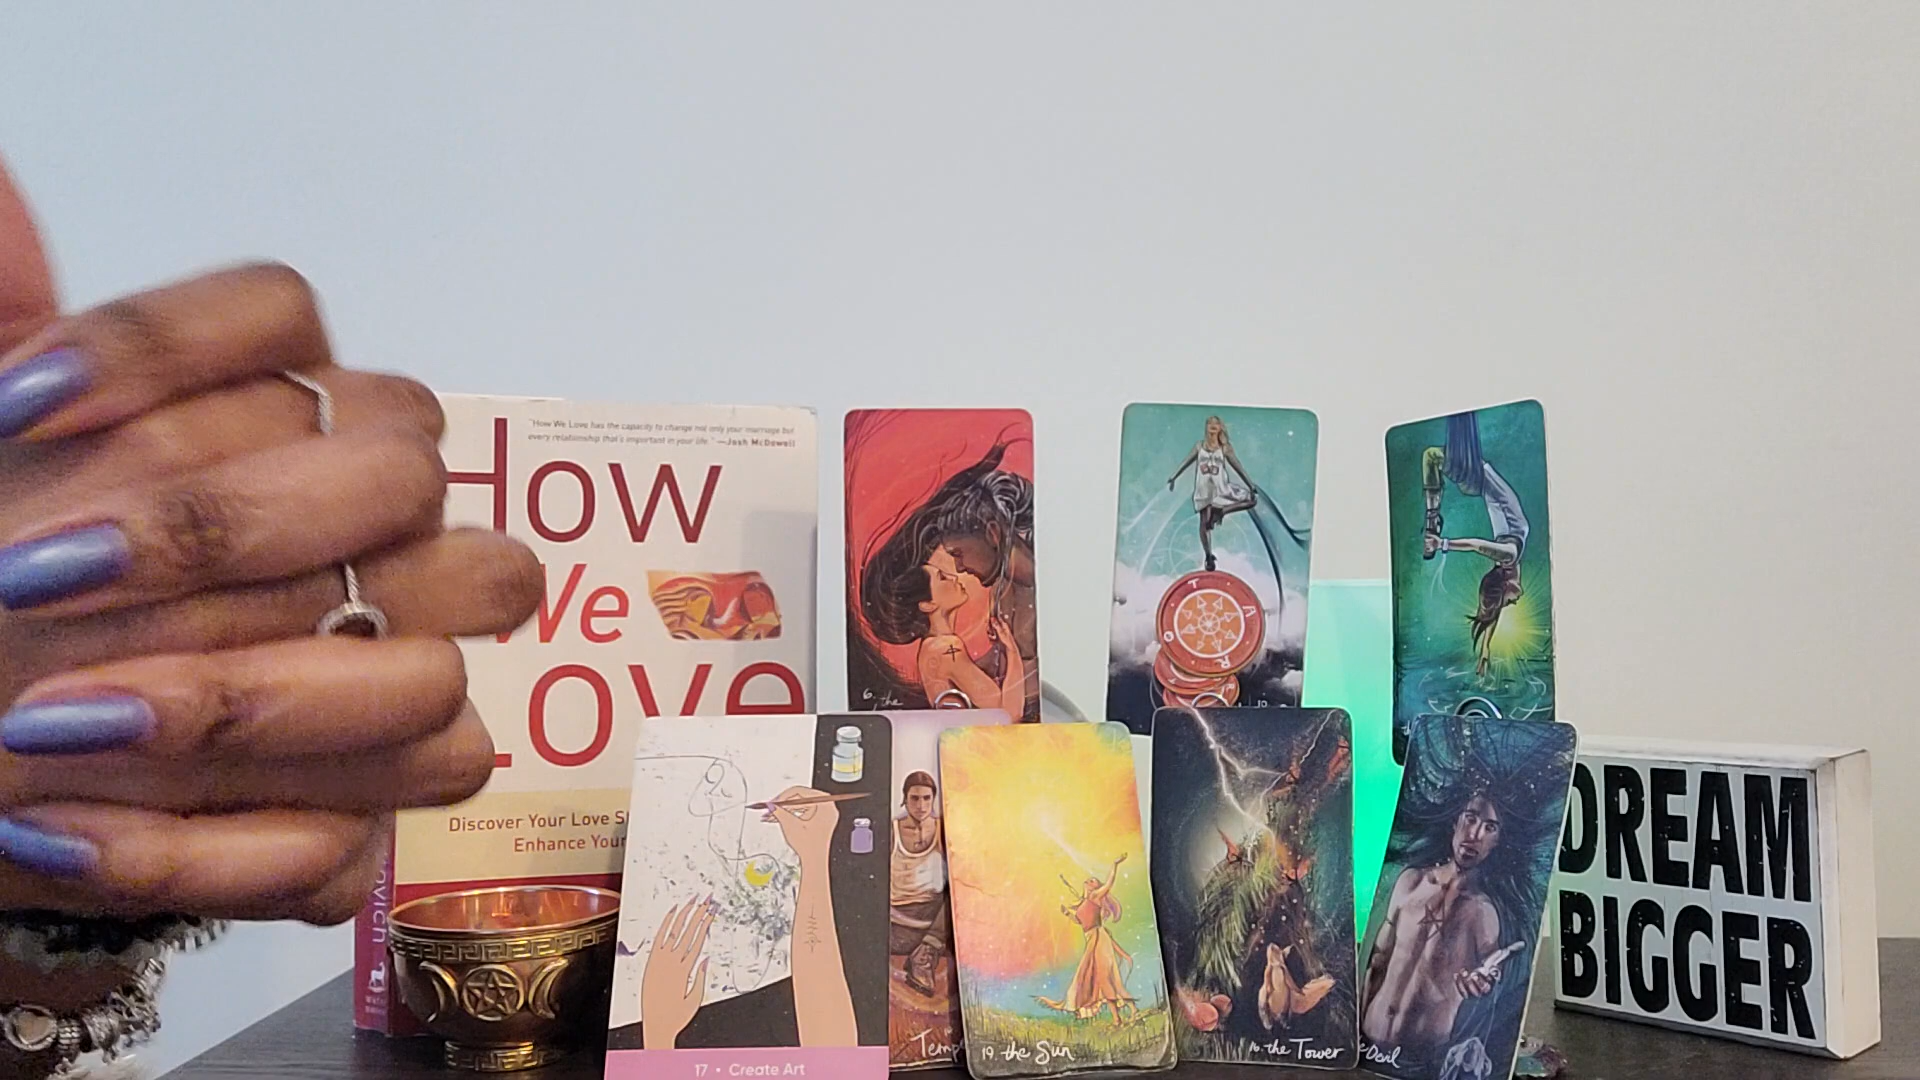 "How We Love has the capacity to change not only your marriage but
every relationship that's important in your life." —Josh McDowell
How
We
Love
Discover Your Love
Enhance Your
6. the
T
A
R
10
DREAM
BIGGER
17 • Create Art
19. the Sun
16. the Tower
Devil